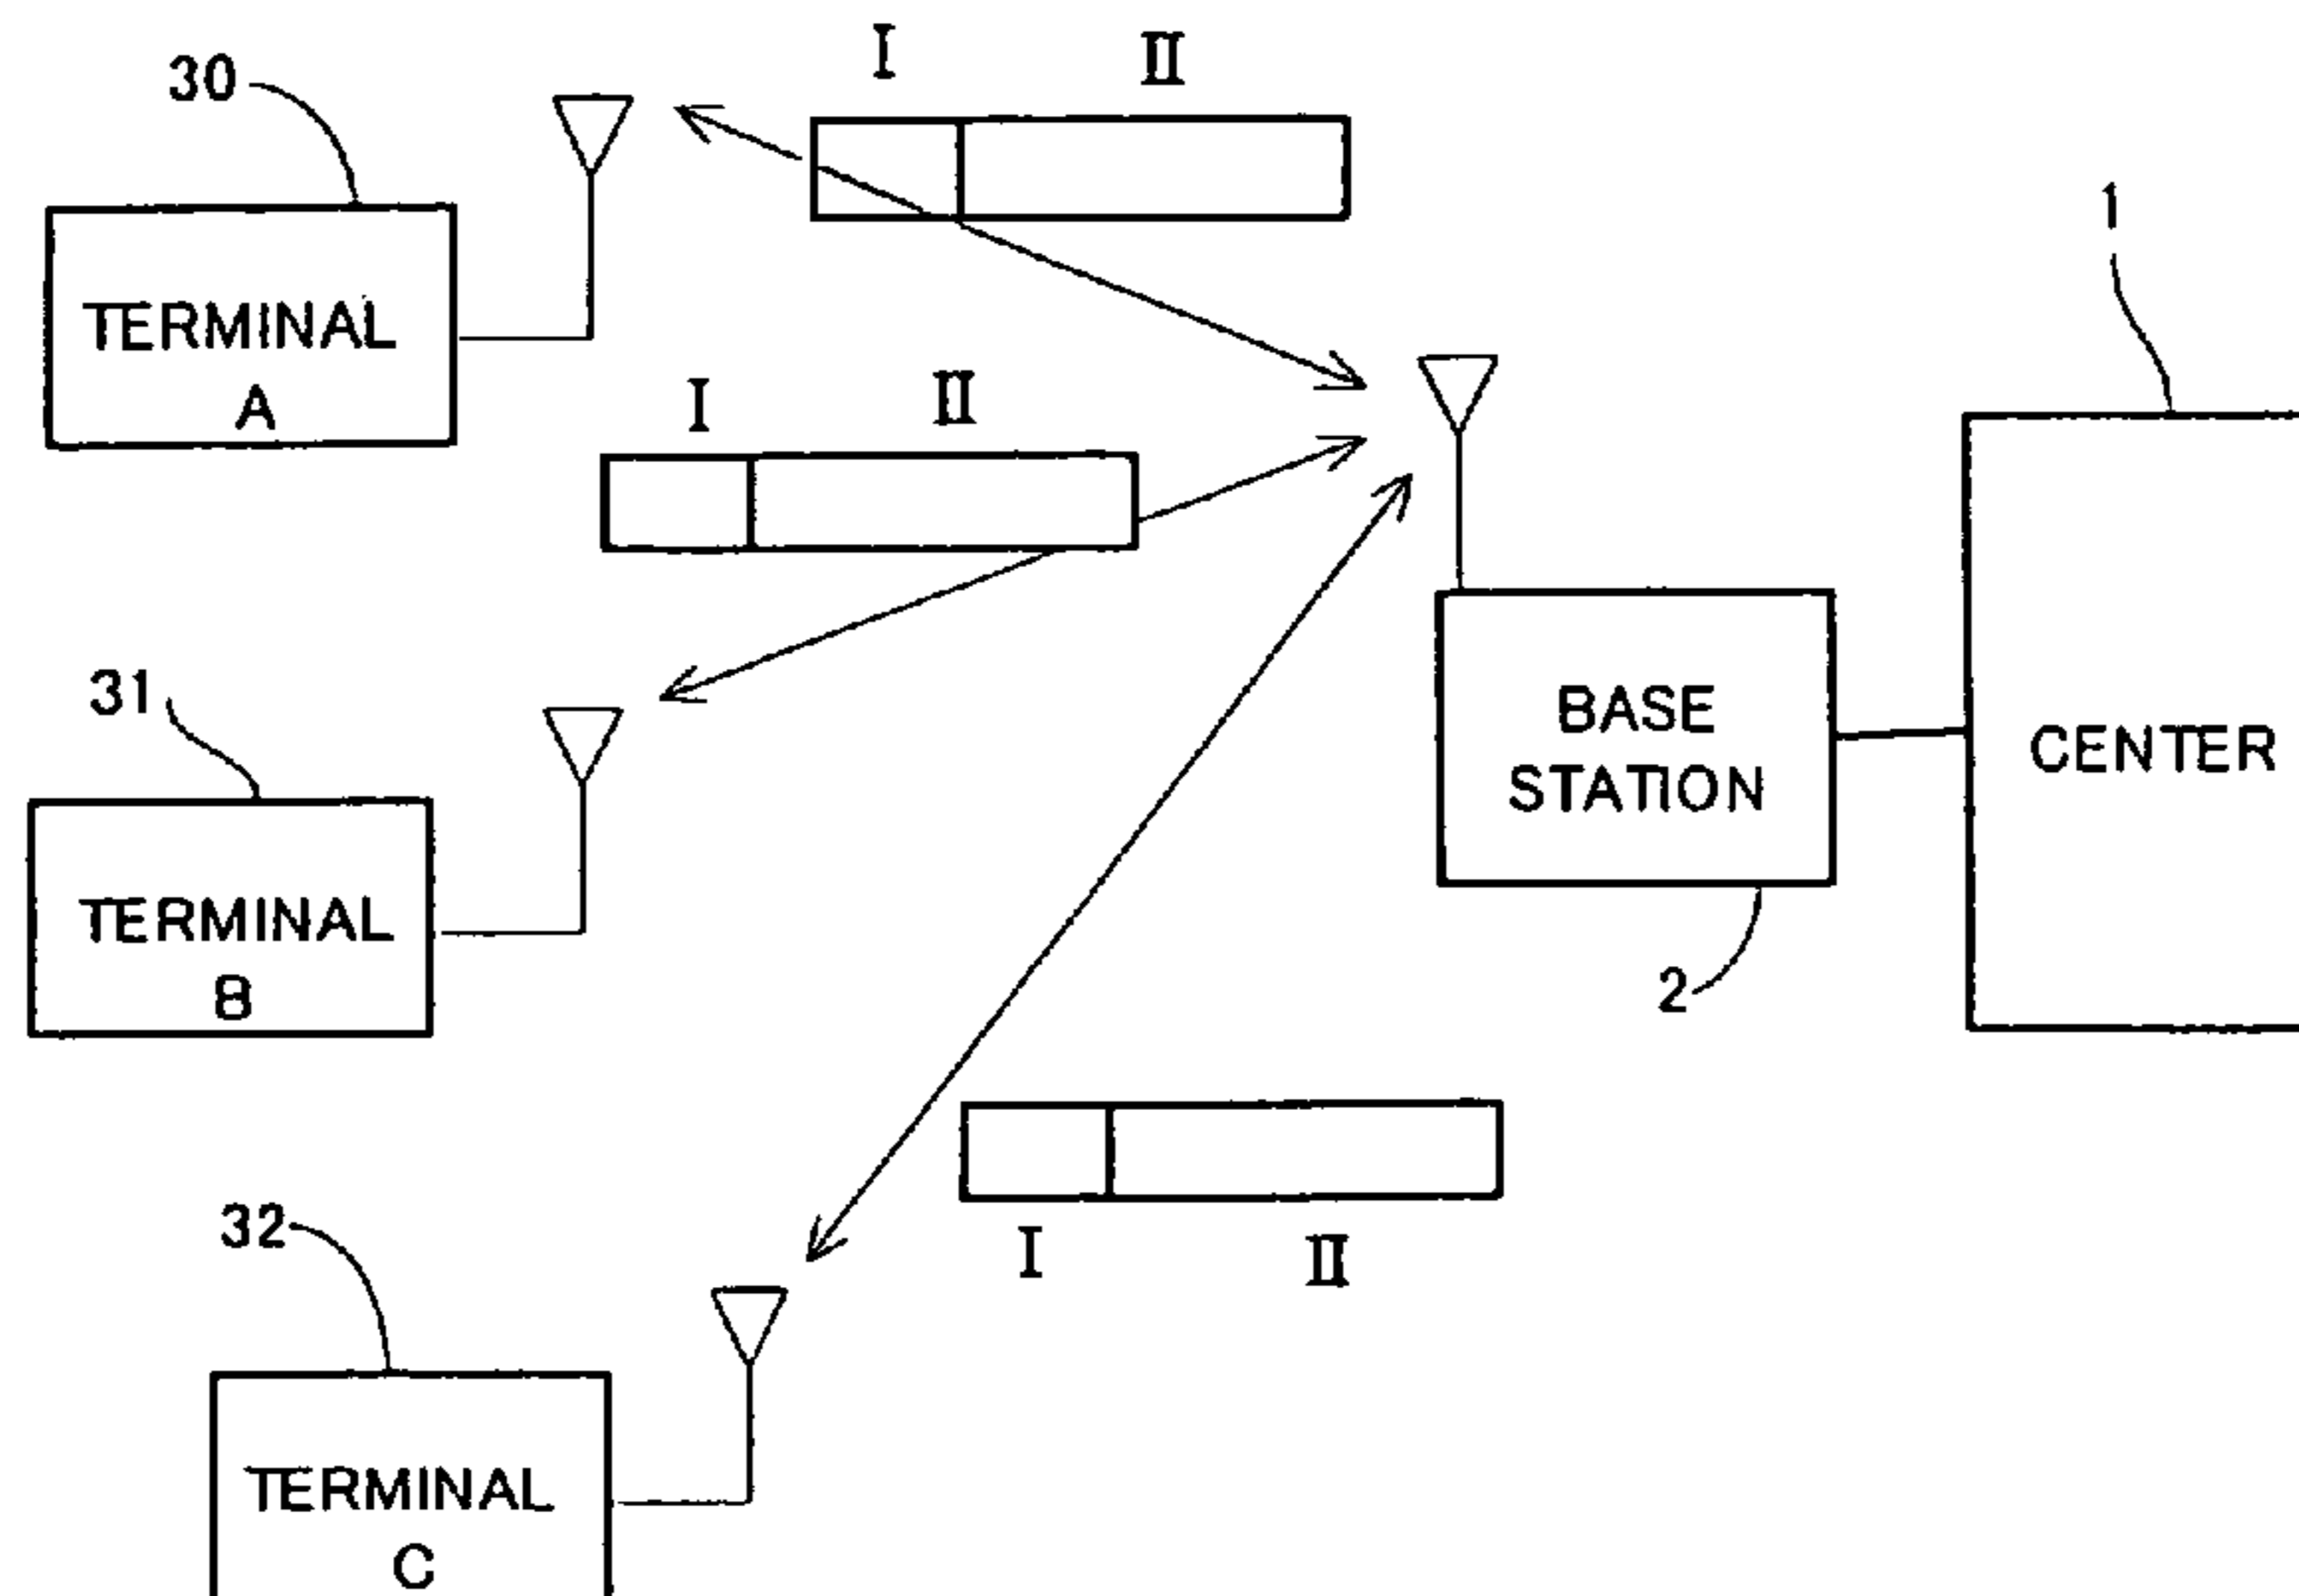 I
II
30
1
TERMINAL
A
I
II
31
BASE
STATION
CENTER
TERMINAL
B
2
I
II
32
TERMINAL
C